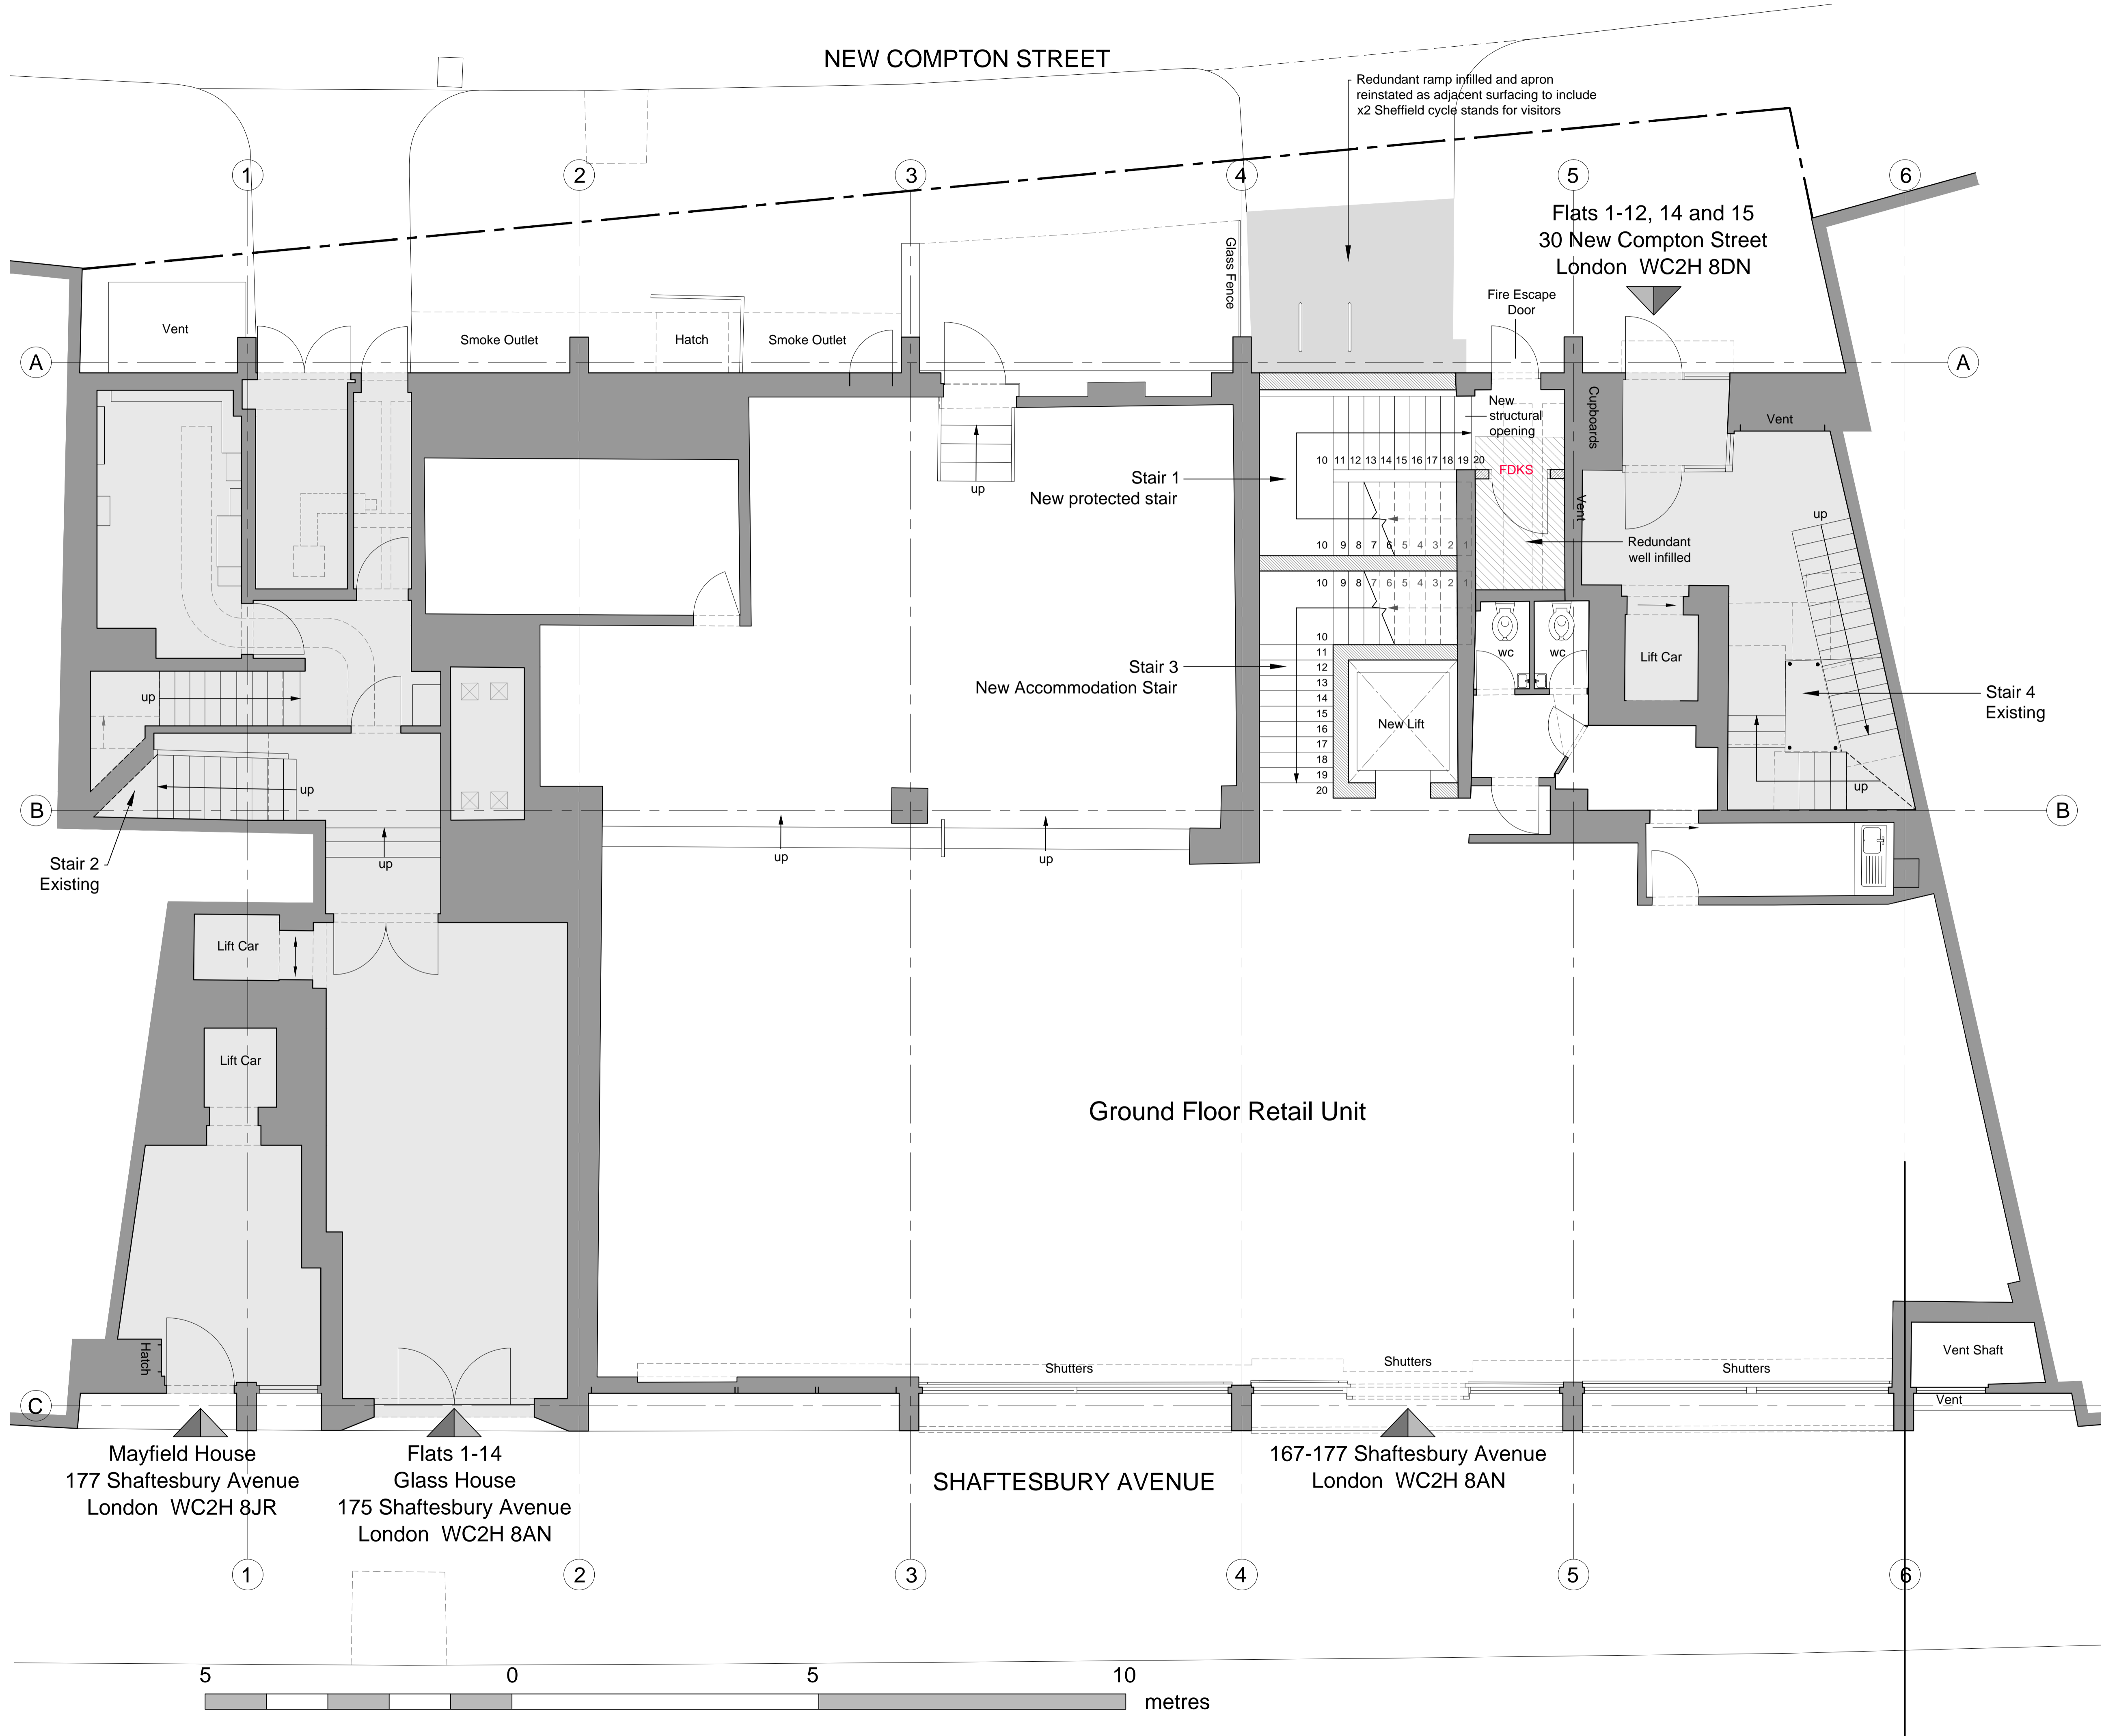 NEW COMPTON STREET
Redundant ramp infilled and apron
reinstated as adjacent surfacing to include
x2 Sheffield cycle stands for visitors
1
2
3
4
5
6
Flats 1-12, 14 and 15
30 New Compton Street
London WC2H 8DN
Glass Fence
Fire Escape
Door
Vent
Smoke Outlet
Hatch
Smoke Outlet
A
A
Cupboards
Vent
New
structural
opening
10 11 12 13 14 15 16 17 18 19 20
FDKS
Stair 1
New protected stair
up
Vent
up
Redundant
well infilled
10 9 8 7 6 5 4 3 2 1
10 9 8 7 6 5 4 3 2 1
10
11
12
13
14
15
16
17
18
19
20
wc
wc
Lift Car
Stair 3
New Accommodation Stair
New Lift
Stair 4
Existing
up
up
up
B
B
Stair 2
Existing
up
up
up
Lift Car
Lift Car
Ground Floor Retail Unit
Hatch
Shutters
Shutters
Shutters
Vent Shaft
Vent
C
Mayfield House
177 Shaftesbury Avenue
London WC2H 8JR
Flats 1-14
Glass House
175 Shaftesbury Avenue
London WC2H 8AN
SHAFTESBURY AVENUE
167-177 Shaftesbury Avenue
London WC2H 8AN
1
2
3
4
5
6
5 0 5 10
metres